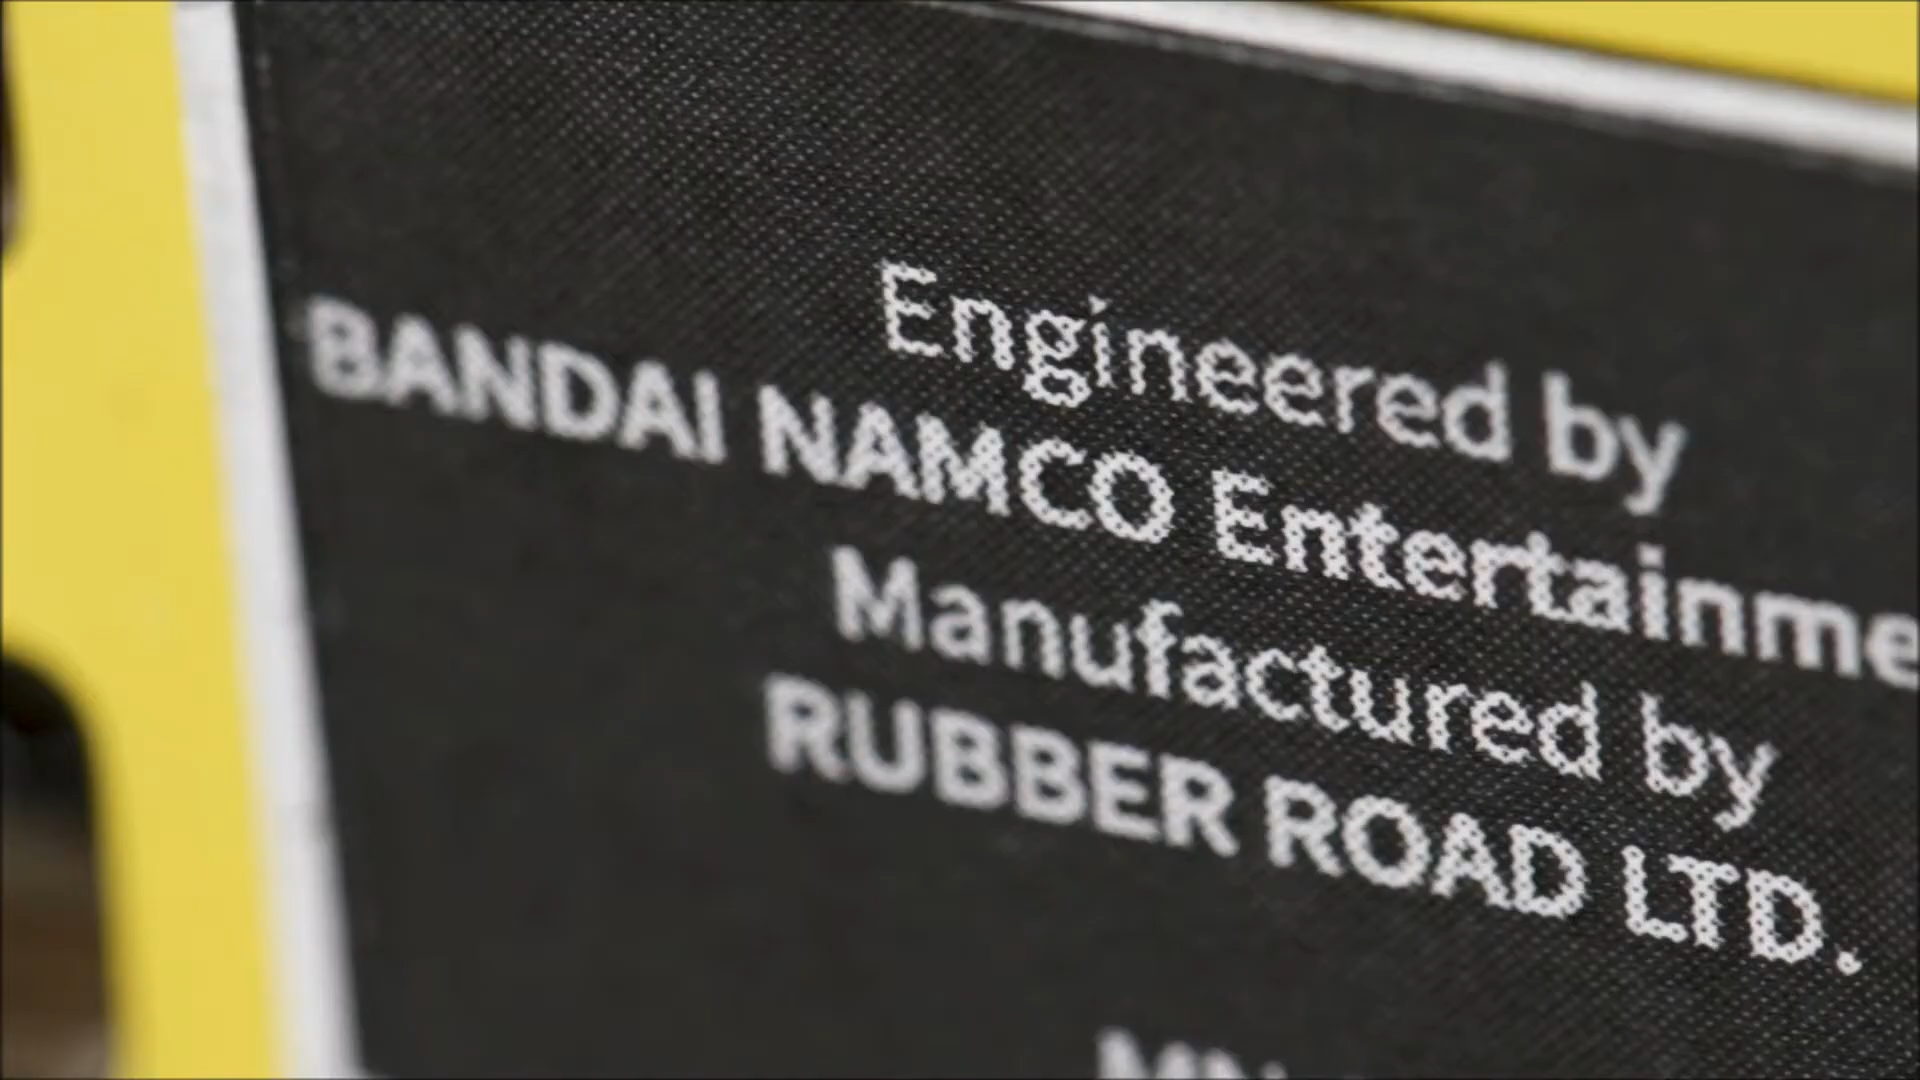 Engineered by
BANDAI NAMCO Entertainme
Manufactured by
RUBBER ROAD LTD.